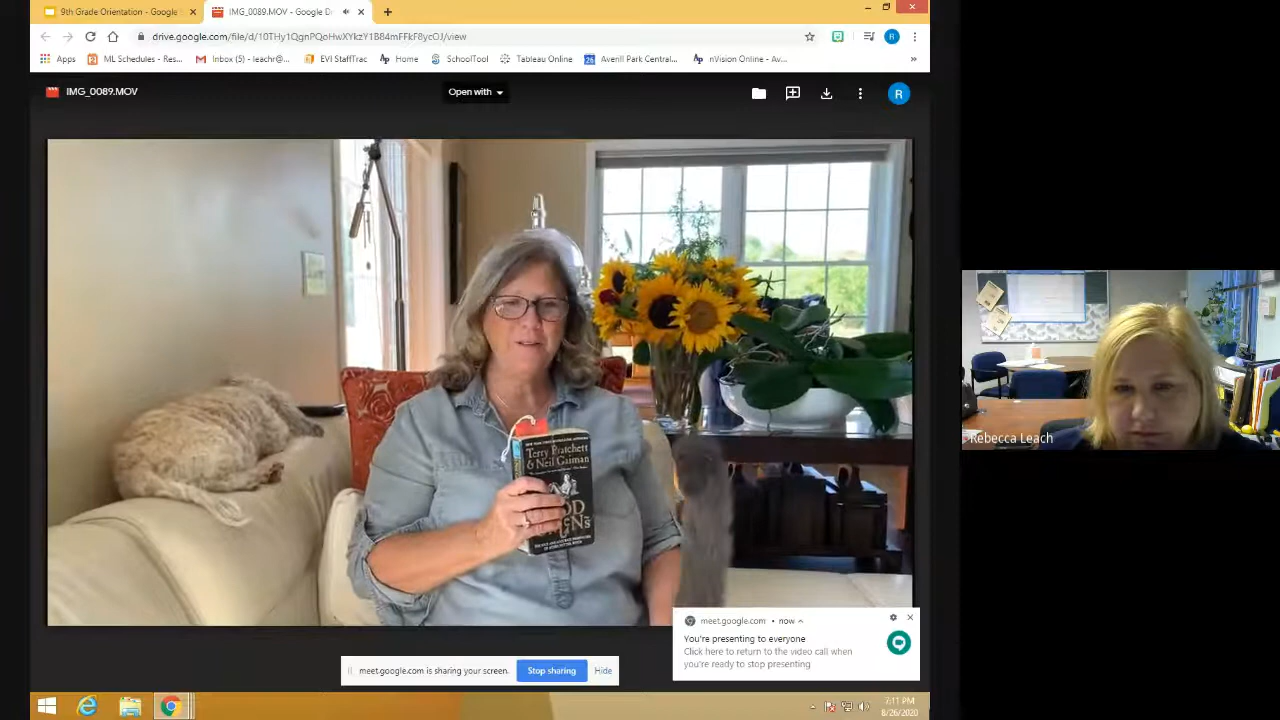 9th Grade Orientation - Google
IMG_0089.MOV - Google D
drive.google.com/file/d/10THy1QgnPQoHwXYkzY1B84mFFkF8ycOJ/view
R
Apps
ML Schedules - Res...
Inbox (5) - leachr@...
EVI StaffTrac
Home
SchoolTool
Tableau Online
26
Averill Park Central...
nVision Online - Av...
»
IMG_0089.MOV
Open with
R
Terry Pratchett
& Neil Gaiman
Rebecca Leach
meet.google.com • now
You're presenting to everyone
Click here to return to the video call when
you're ready to stop presenting
meet.google.com is sharing your screen.
Stop sharing
Hide
7:11 PM
8/26/2020